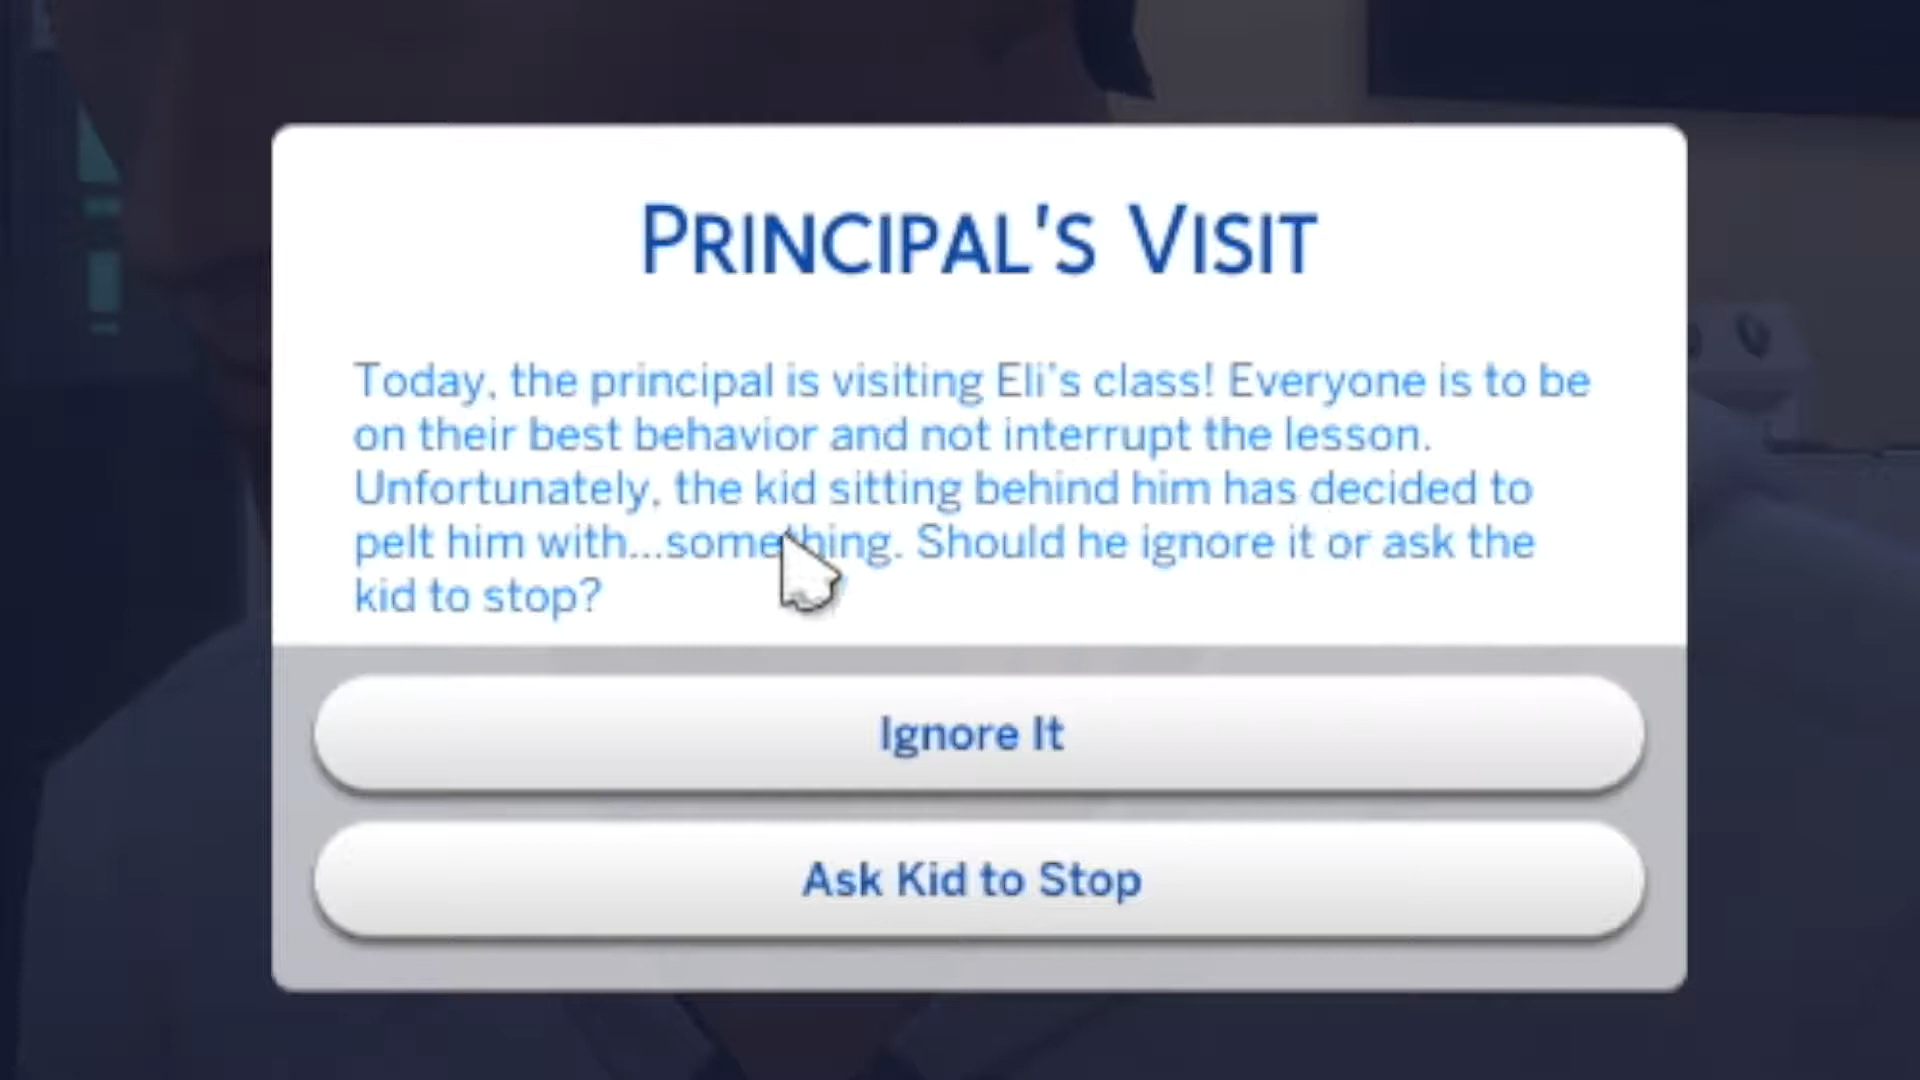 PRINCIPAL'S VISIT
Today, the principal is visiting Eli's class! Everyone is to be
on their best behavior and not interrupt the lesson.
Unfortunately, the kid sitting behind him has decided to
pelt him with...something. Should he ignore it or ask the
kid to stop?
Ignore It
Ask Kid to Stop